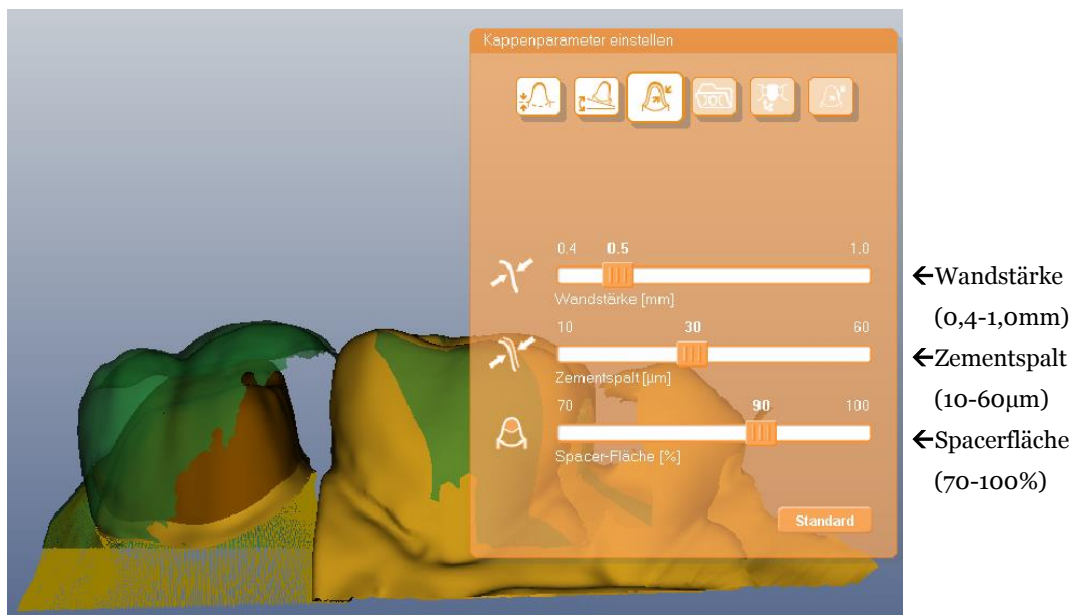 Kappenparameter einstellen
0.4 0.5 1.0
Wandstärke [mm]
10 30 60
Zementspalt [µm]
70 90 100
Spacer-Fläche [%]
Standard
←Wandstärke
(0,4-1,0mm)
←Zementspalt
(10-60µm)
←Spacerfläche
(70-100%)